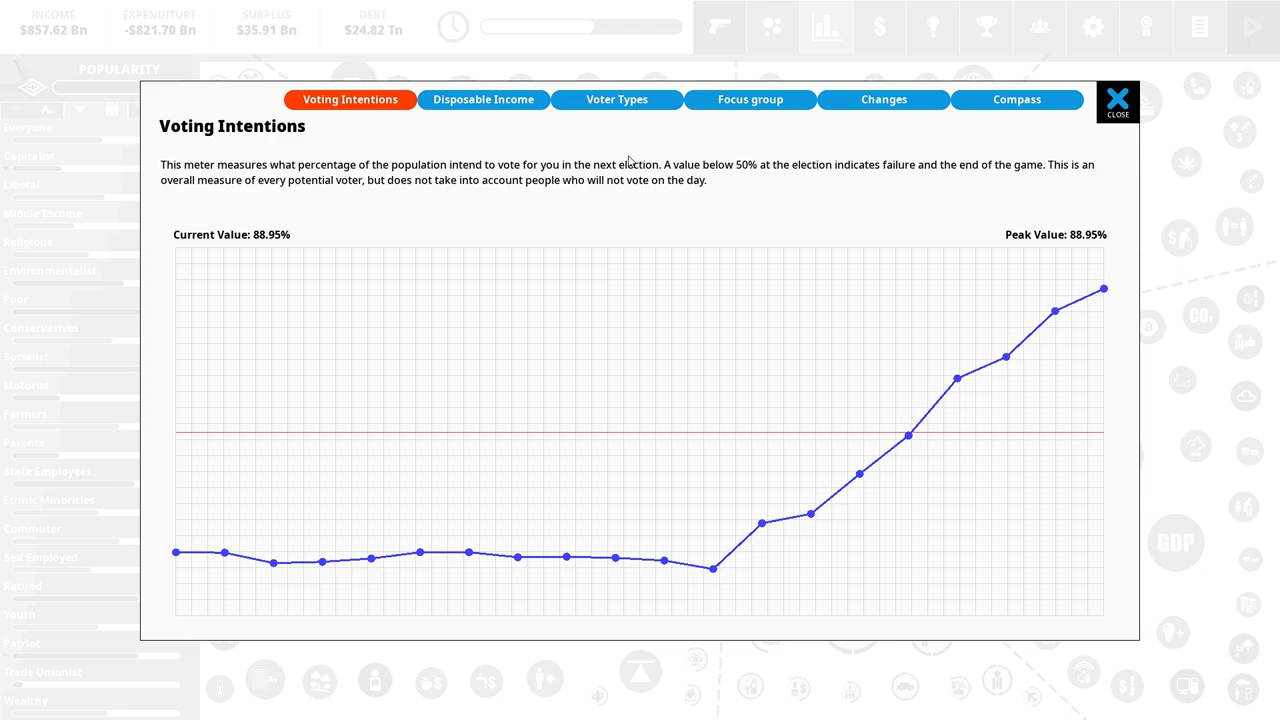 INCOME
$857.62 Bn
EXPENDITURE
-$821.70 Bn
SURPLUS
$35.91 Bn
DEBT
$24.82 Tn
POPULARITY
A..
Everyone
Capitalist
Liberal
Middle Income
Religious
Environmentalist
Poor
Conservatives
Socialist
Motorist
Farmers
Parents
State Employees
Ethnic Minorities
Commuter
Self Employed
Retired
Youth
Patriot
Trade Unionist
Wealthy
Voting Intentions
Disposable Income
Voter Types
Focus group
Changes
Compass
CLOSE
Voting Intentions
This meter measures what percentage of the population intend to vote for you in the next election. A value below 50% at the election indicates failure and the end of the game. This is an
overall measure of every potential voter, but does not take into account people who will not vote on the day.
Current Value: 88.95%
Peak Value: 88.95%
CO₂
GDP